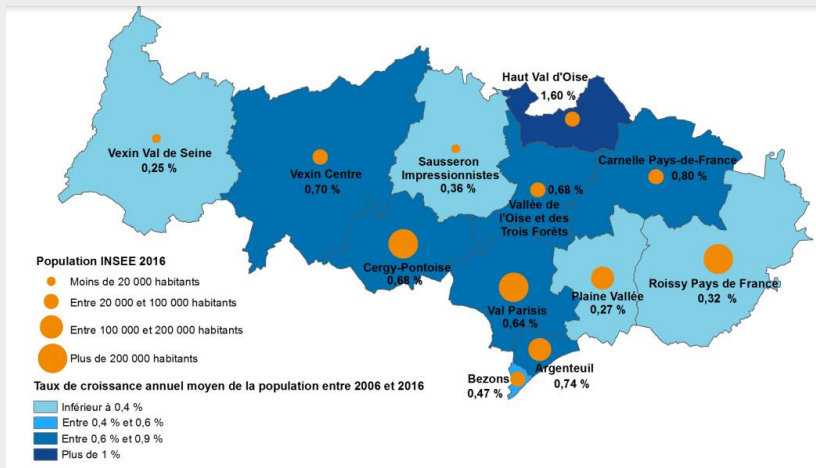 Haut Val d'Oise
1,60 %
Vexin Val de Seine
0,25 %
Vexin Centre
0,70 %
Sausseron
Impressionnistes
0,36 %
0,68 %
Vallée de
l'Oise et des
Trois Forêts
Carnelle Pays-de-France
0,80 %
Cergy-Pontoise
0,68 %
Val Parisis
0,64 %
Plaine Vallée
0,27 %
Roissy Pays de France
0,32 %
Argenteuil
0,74 %
Bezons
0,47 %
Population INSEE 2016
Moins de 20 000 habitants
Entre 20 000 et 100 000 habitants
Entre 100 000 et 200 000 habitants
Plus de 200 000 habitants
Taux de croissance annuel moyen de la population entre 2006 et 2016
Inférieur à 0,4 %
Entre 0,4 % et 0,6 %
Entre 0,6 % et 0,9 %
Plus de 1 %